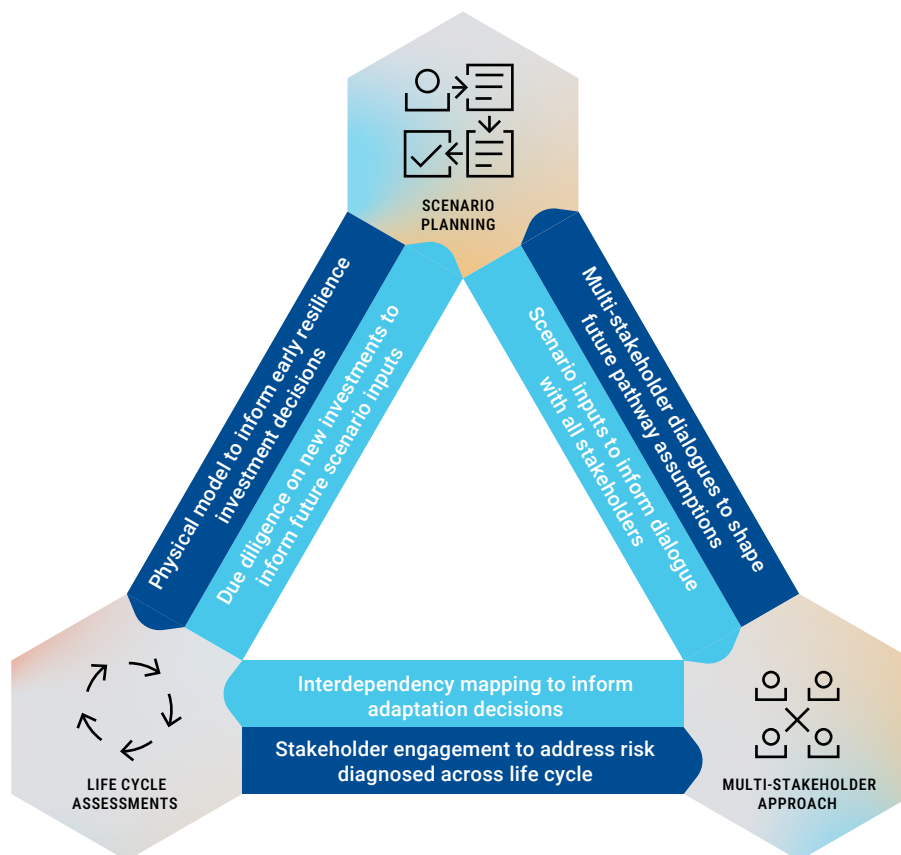 SCENARIO
PLANNING
Physical model to inform early resilience
investment decisions
Due diligence on new investments to
inform future scenario inputs
Scenario inputs to inform dialogue
with all stakeholders
Multi-stakeholder dialogues to shape
future pathway assumptions
Interdependency mapping to inform
adaptation decisions
Stakeholder engagement to address risk
diagnosed across life cycle
LIFE CYCLE
ASSESSMENTS
MULTI-STAKEHOLDER
APPROACH